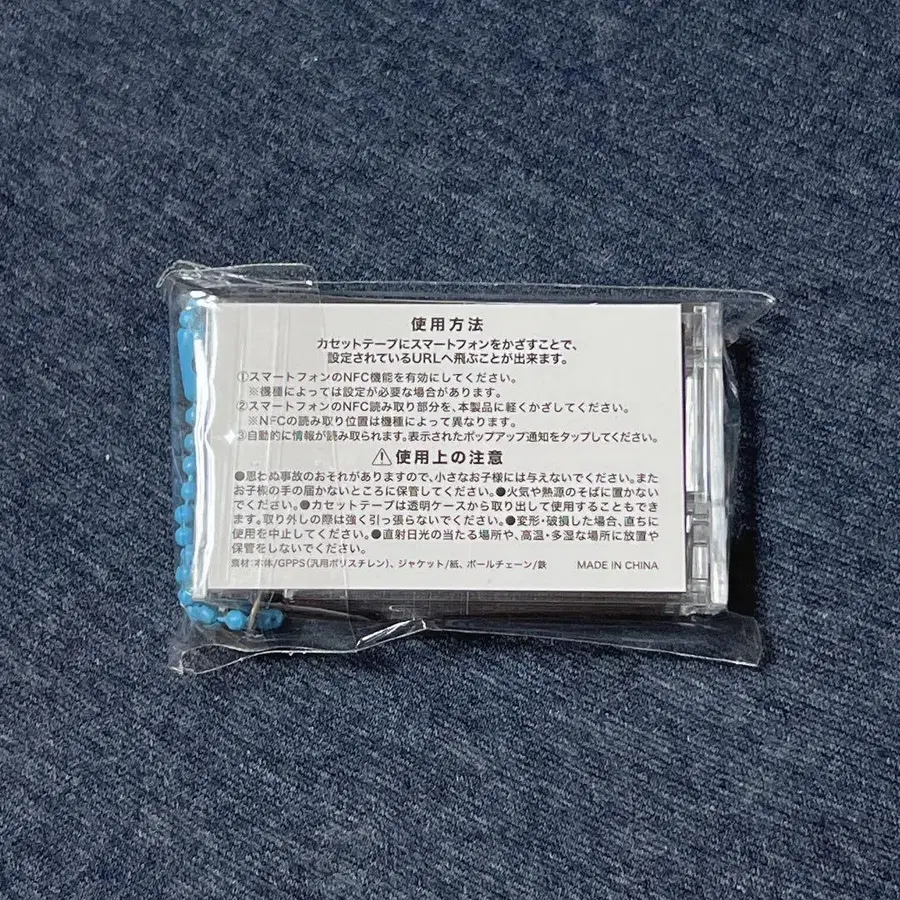 使用方法
カセットテープにスマートフォンをかざすことで、
設定されているURLへ飛ぶことが出来ます。
①スマートフォンのNFC機能を有効にしてください。
※機種によっては設定が必要な場合があります。
②スマートフォンのNFC読み取り部分を、本製品に軽くかざしてください。
※NFCの読み取り位置は機種によって異なります。
③自動的に情報が読み取られます。表示されたポップアップ通知をタップしてください。
⚠使用上の注意
●思わぬ事故のおそれがありますので、小さなお子様には与えないでください。また
お子様の手の届かないところに保管してください。●火気や熱源のそばに置かない
でください。●カセットテープは透明ケースから取り出して使用することもでき
ます。取り外しの際は強く引っ張らないでください。●変形・破損した場合、直ちに
使用を中止してください。●直射日光の当たる場所や、高温・多湿な場所に放置や
保管をしないでください。
素材:本体/GPPS(汎用ポリスチレン)、ジャケット/紙、ボールチェーン/鉄 MADE IN CHINA